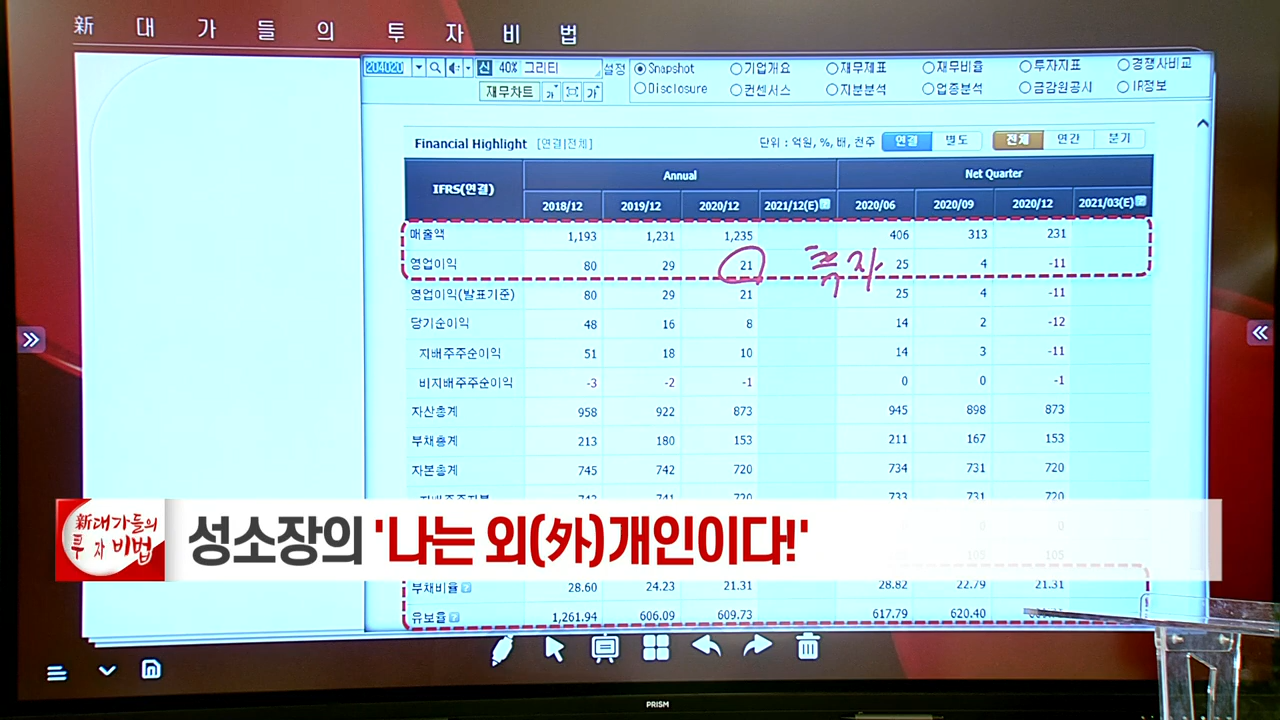 新 대 가 들 의 투 자 비 법
204020 신 40% 그리티 설정 Snapshot 기업개요 재무제표 재무비율 투자지표 경쟁사비교
재무차트 가 가 Disclosure 컨센서스 지분분석 업종분석 금감원공시 IR정보
Financial Highlight [연결|전체] 단위 : 억원, %, 배, 천주 연결 별도 전체 연간 분기
IFRS(연결) Annual Net Quarter
2018/12 2019/12 2020/12 2021/12(E) 2020/06 2020/09 2020/12 2021/03(E)
매출액 1,193 1,231 1,235 406 313 231
영업이익 80 29 21 25 4 -11
영업이익(발표기준) 80 29 21 25 4 -11
당기순이익 48 16 8 14 2 -12
지배주주순이익 51 18 10 14 3 -11
비지배주주순이익 -3 -2 -1 0 0 -1
자산총계 958 922 873 945 898 873
부채총계 213 180 153 211 167 153
자본총계 745 742 720 734 731 720
733 731 720
新대가들의
투자 비법
성소장의 '나는 외(外)개인이다!'
부채비율 28.60 24.23 21.31 28.82 22.79 21.31
유보율 1,261.94 606.09 609.73 617.79 620.40
PRISM